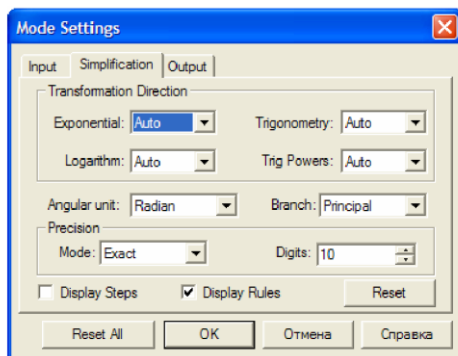 Mode Settings
Input Simplification Output
Transformation Direction
Exponential: Auto Trigonometry: Auto
Logarithm: Auto Trig Powers: Auto
Angular unit: Radian Branch: Principal
Precision
Mode: Exact Digits: 10
Display Steps Display Rules Reset
Reset All OK Отмена Справка